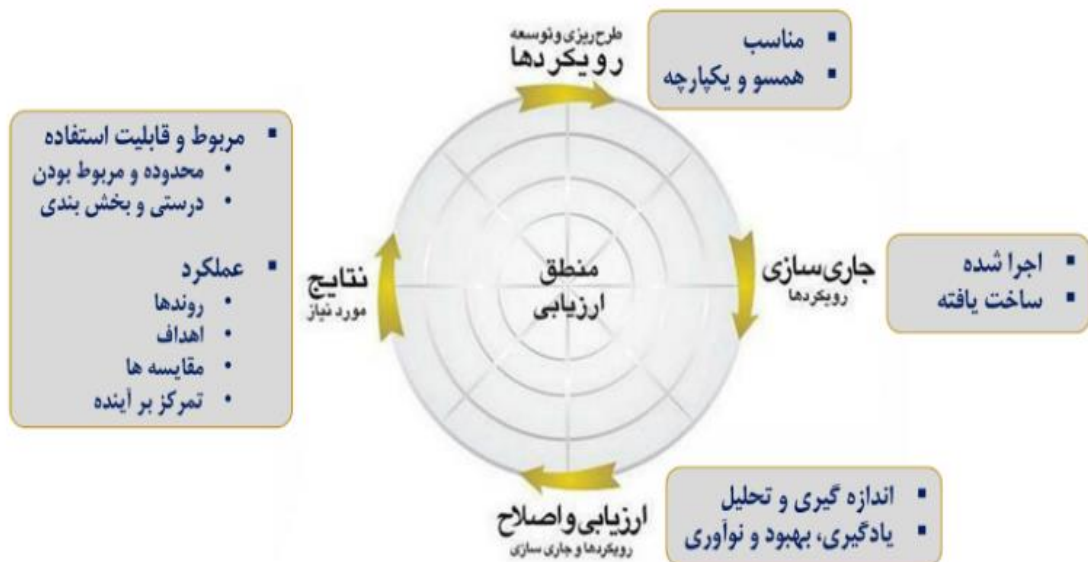 طرح‌ریزی و توسعه
رویکردها
مناسب
همسو و یکپارچه
جاری‌سازی
رویکردها
اجرا شده
ساخت یافته
ارزیابی و اصلاح
رویکردها و جاری سازی
اندازه گیری و تحلیل
یادگیری، بهبود و نوآوری
نتایج
مورد نیاز
مربوط و قابلیت استفاده
محدوده و مربوط بودن
درستی و بخش بندی
عملکرد
روندها
اهداف
مقایسه ها
تمرکز بر آینده
منطق
ارزیابی